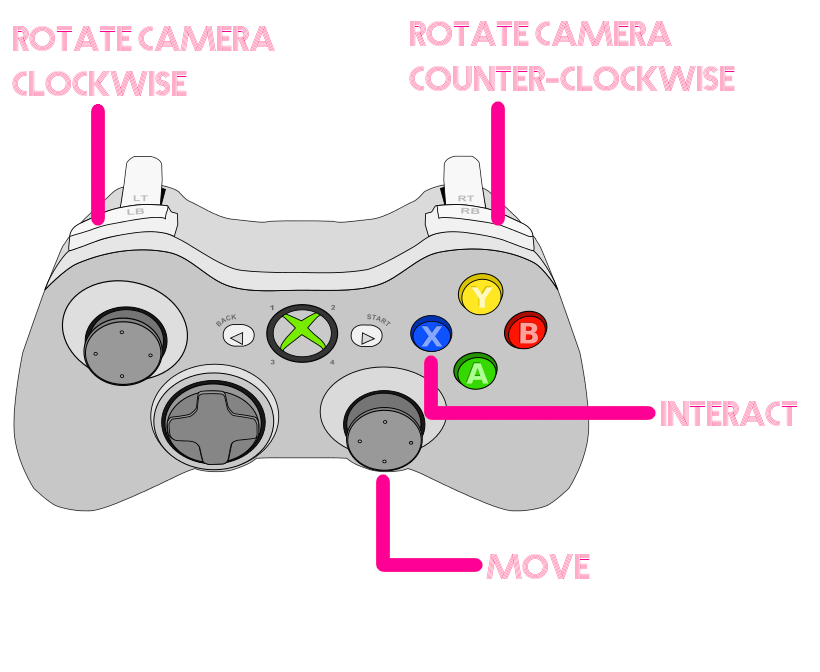 ROTATE CAMERA
CLOCKWISE
ROTATE CAMERA
COUNTER-CLOCKWISE
LT
LB
RT
RB
BACK
1
2
3
4
START
Y
X
B
A
INTERACT
MOVE